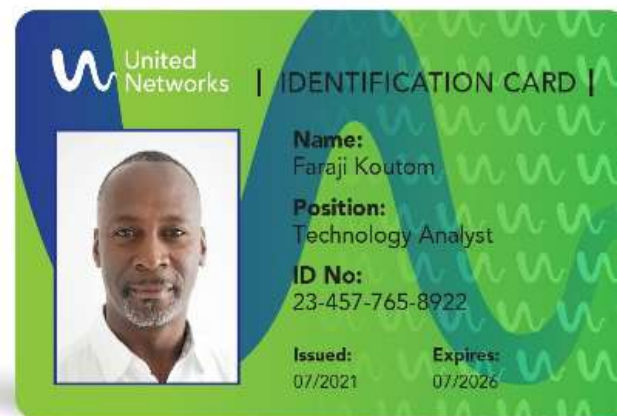 United
Networks
| IDENTIFICATION CARD |
Name:
Faraji Koutom
Position:
Technology Analyst
ID No:
23-457-765-8922
Issued: Expires:
07/2021 07/2026